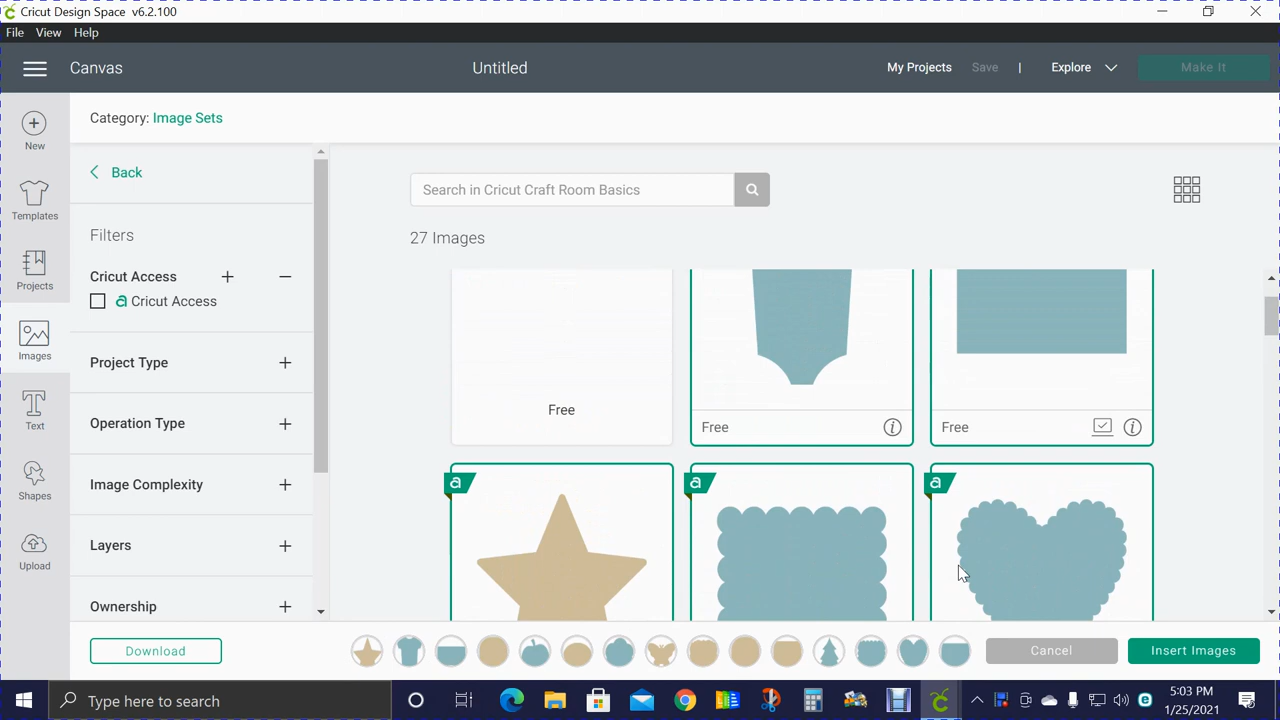 Cricut Design Space v6.2.100
File View Help
Canvas Untitled My Projects Save | Explore Make It
New
Templates
Projects
Images
Text
Shapes
Upload
Category: Image Sets
Back
Filters
Cricut Access + −
a Cricut Access
Project Type +
Operation Type +
Image Complexity +
Layers +
Ownership +
Download
Search in Cricut Craft Room Basics
27 Images
Free Free Free
a a a
Cancel Insert Images
Type here to search
5:03 PM
1/25/2021